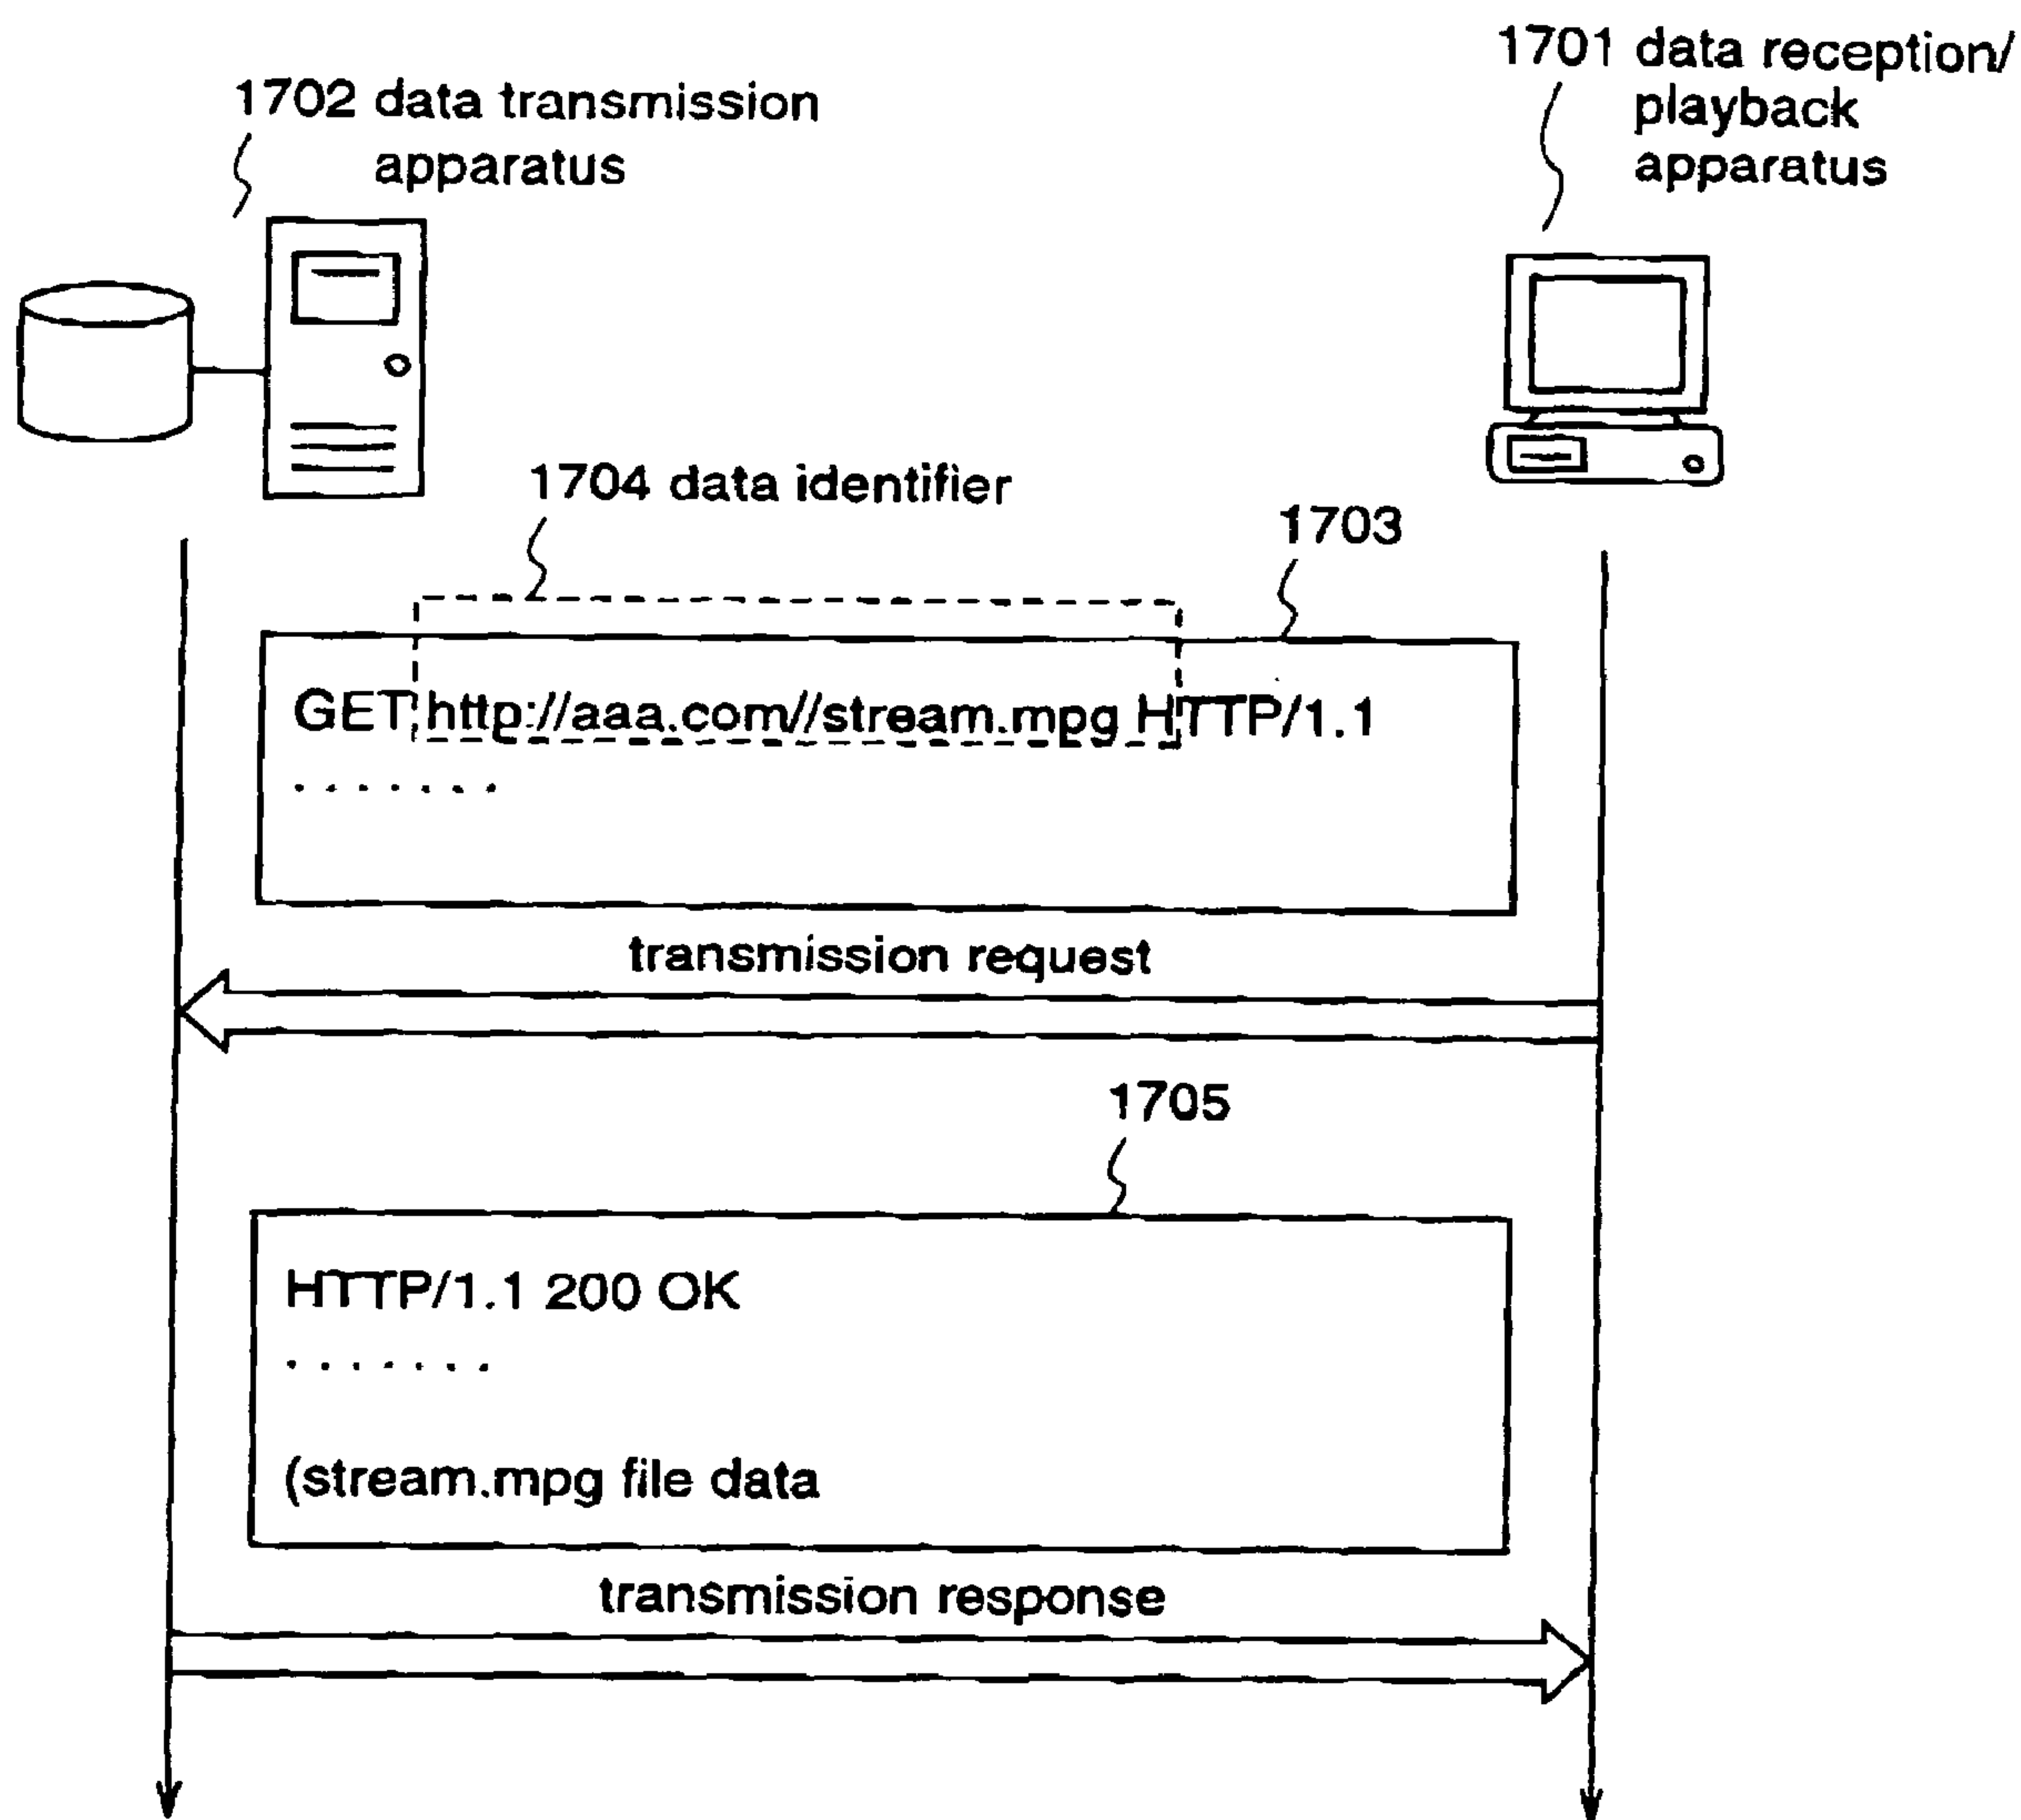 1702 data transmission
apparatus
1701 data reception/
playback
apparatus
1704 data identifier
1703
GET http://aaa.com//stream.mpg HTTP/1.1
.......
transmission request
1705
HTTP/1.1 200 OK
.......
(stream.mpg file data
transmission response